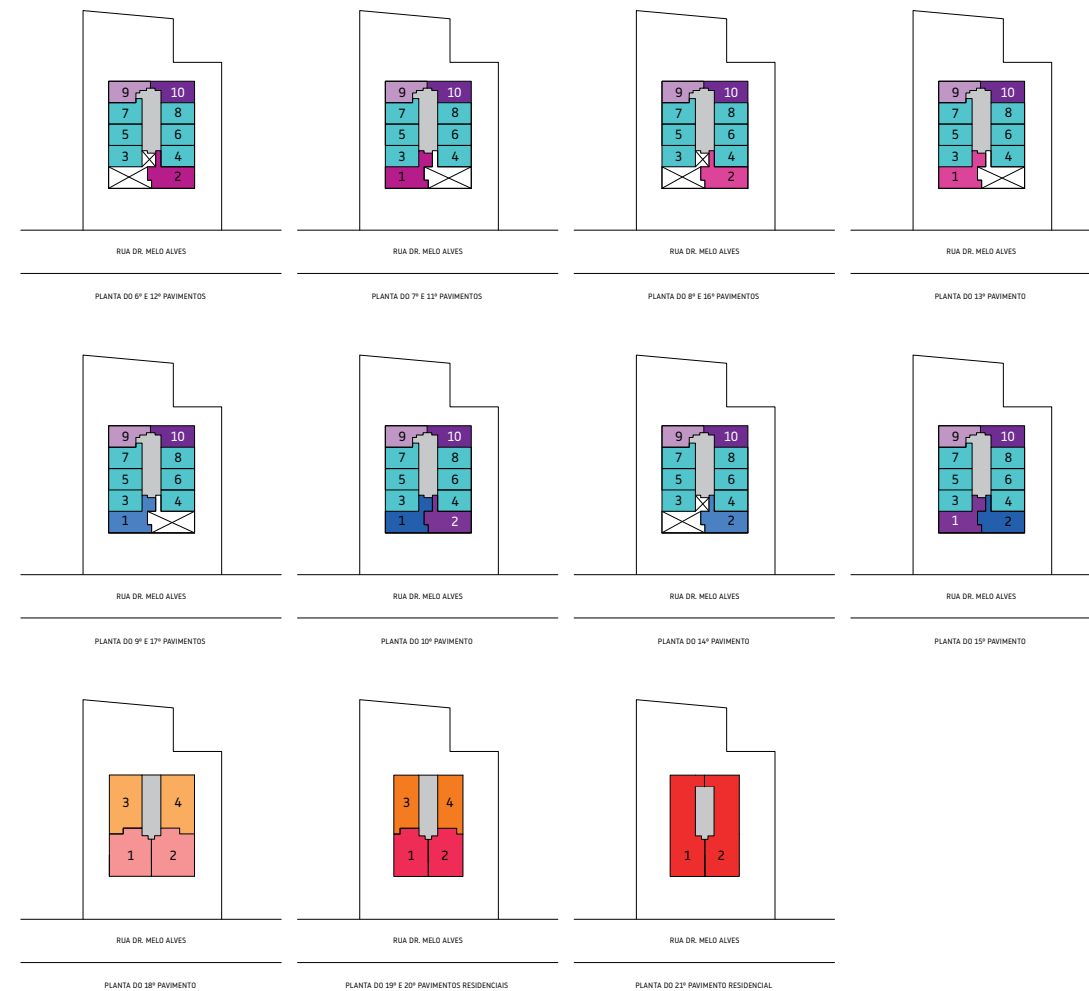 9 10
7 8
5 6
3 4
2
RUA DR. MELO ALVES
PLANTA DO 6º E 12º PAVIMENTOS
9 10
7 8
5 6
3 4
1
RUA DR. MELO ALVES
PLANTA DO 7º E 11º PAVIMENTOS
9 10
7 8
5 6
3 4
2
RUA DR. MELO ALVES
PLANTA DO 8º E 16º PAVIMENTOS
9 10
7 8
5 6
3 4
1
RUA DR. MELO ALVES
PLANTA DO 13º PAVIMENTO
9 10
7 8
5 6
3 4
1
RUA DR. MELO ALVES
PLANTA DO 9º E 17º PAVIMENTOS
9 10
7 8
5 6
3 4
1 2
RUA DR. MELO ALVES
PLANTA DO 10º PAVIMENTO
9 10
7 8
5 6
3 4
2
RUA DR. MELO ALVES
PLANTA DO 14º PAVIMENTO
9 10
7 8
5 6
3 4
1 2
RUA DR. MELO ALVES
PLANTA DO 15º PAVIMENTO
3 4
1 2
RUA DR. MELO ALVES
PLANTA DO 18º PAVIMENTO
3 4
1 2
RUA DR. MELO ALVES
PLANTA DO 19º E 20º PAVIMENTOS RESIDENCIAIS
1 2
RUA DR. MELO ALVES
PLANTA DO 21º PAVIMENTO RESIDENCIAL